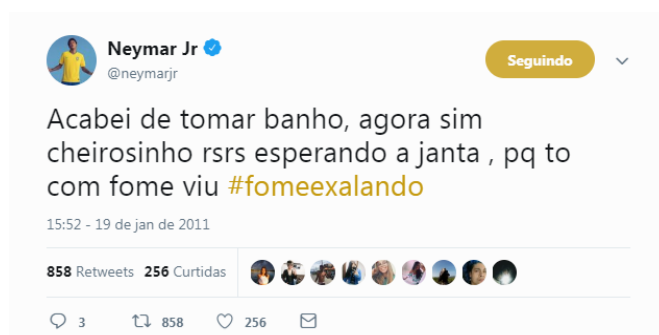 Neymar Jr
@neymarjr
Seguindo
Acabei de tomar banho, agora sim
cheirosinho rsrs esperando a janta , pq to
com fome viu #fomeexalando
15:52 - 19 de jan de 2011
858 Retweets 256 Curtidas
3 858 256